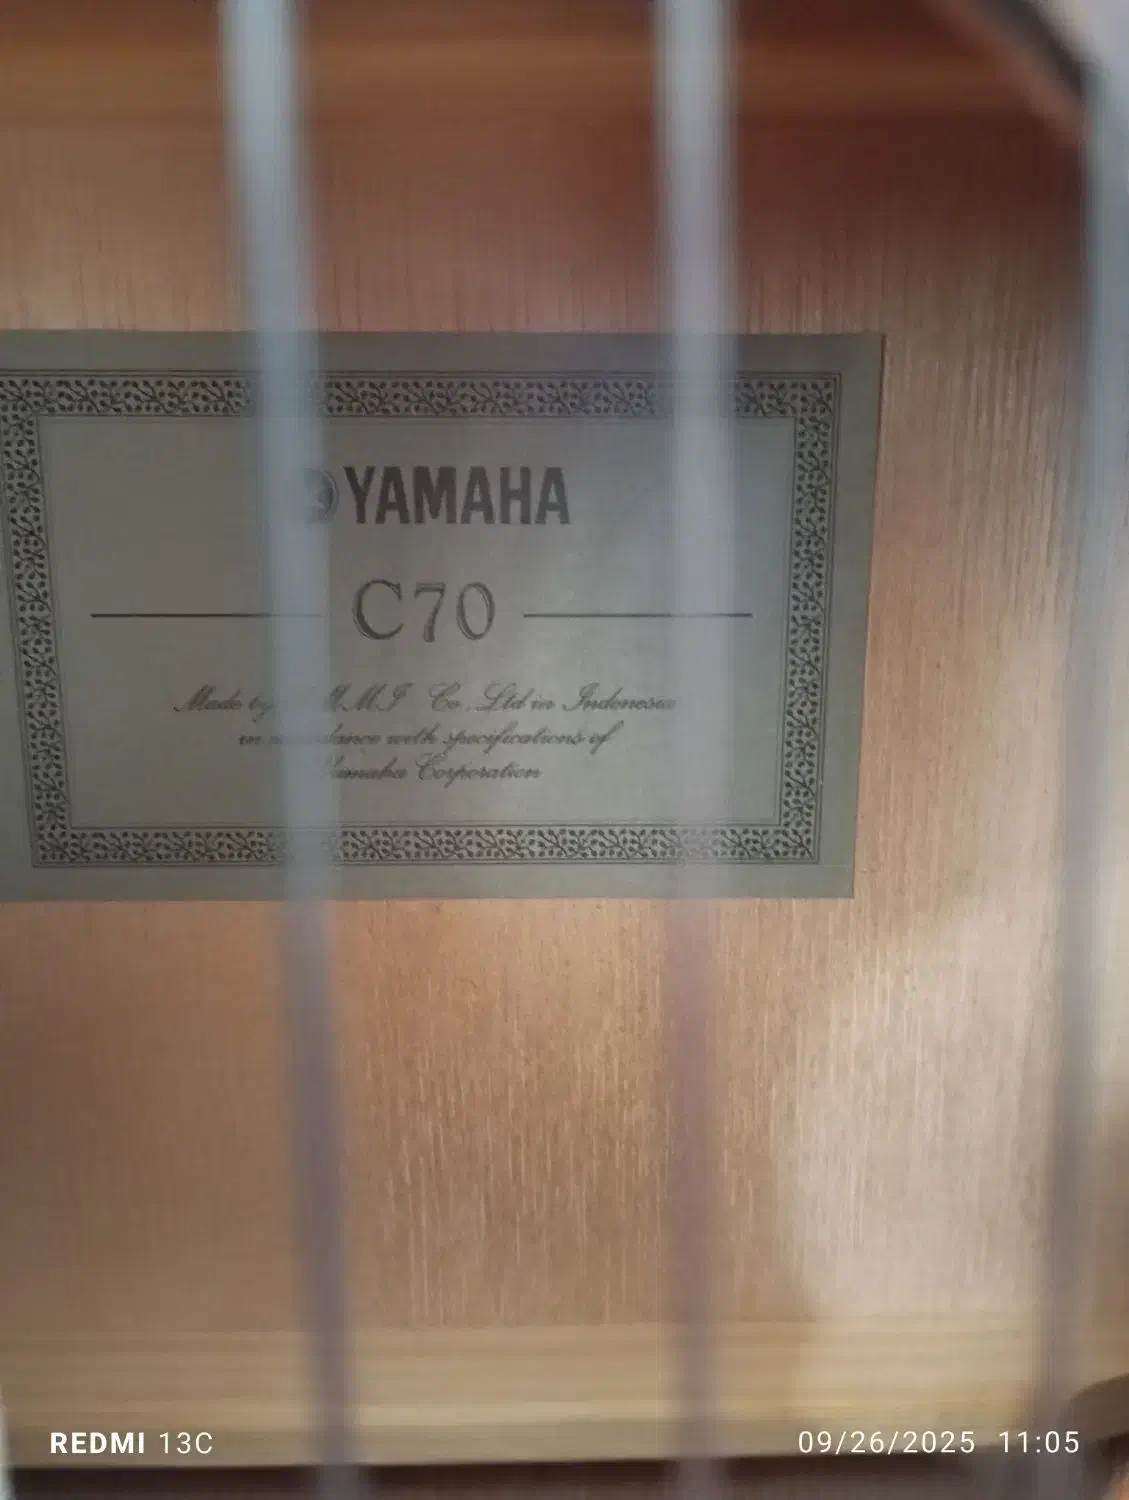 YAMAHA
C70
Made by M.M.I Co., Ltd in Indonesia
in with specifications of
Yamaha Corporation
REDMI 13C
09/26/2025 11:05